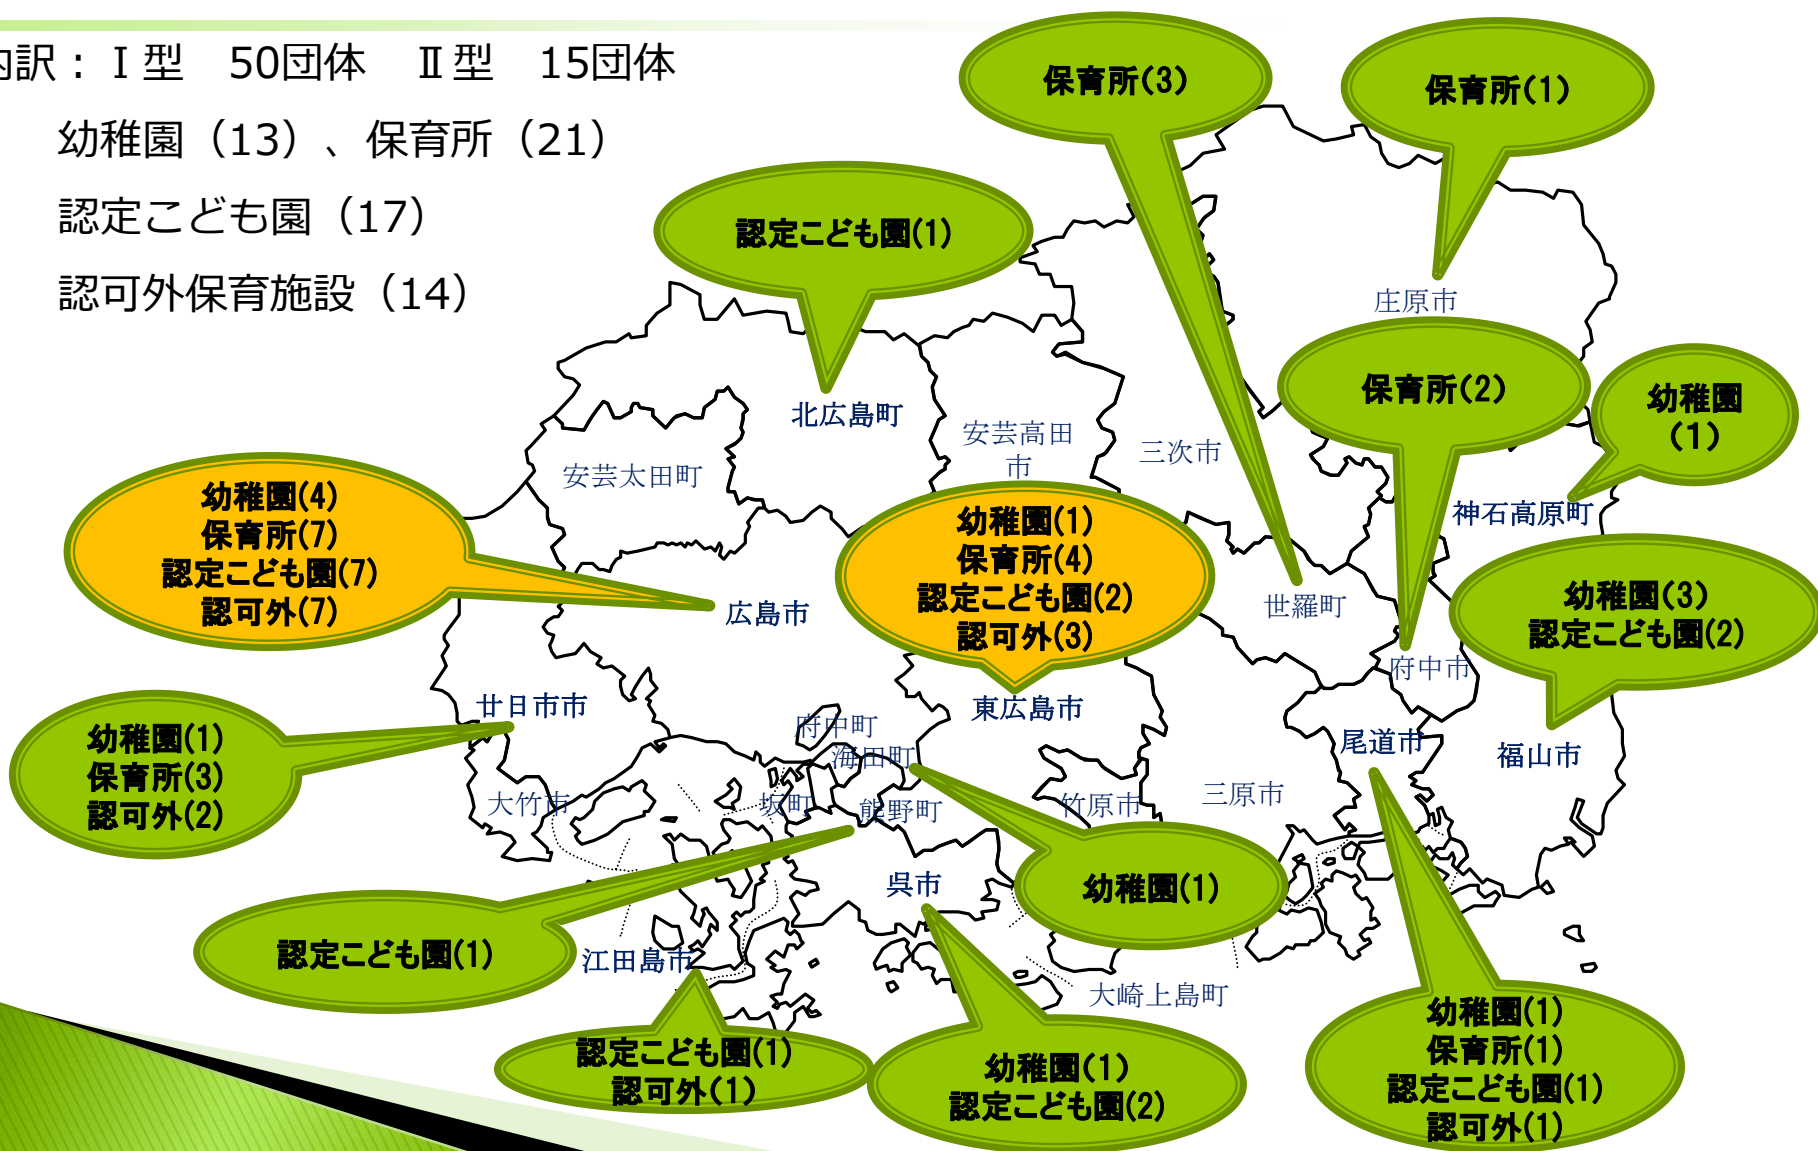 内訳：Ⅰ型　50団体　Ⅱ型　15団体
幼稚園（13）、保育所（21）
認定こども園（17）
認可外保育施設（14）
保育所(3)
保育所(1)
認定こども園(1)
庄原市
保育所(2)
幼稚園
(1)
北広島町
安芸高田
市
三次市
安芸太田町
神石高原町
幼稚園(4)
保育所(7)
認定こども園(7)
認可外(7)
幼稚園(1)
保育所(4)
認定こども園(2)
認可外(3)
広島市
世羅町
幼稚園(3)
認定こども園(2)
府中市
廿日市市
東広島市
府中町
尾道市
福山市
海田町
幼稚園(1)
保育所(3)
認可外(2)
大竹市
坂町
熊野町
竹原市
三原市
呉市
幼稚園(1)
認定こども園(1)
江田島市
大崎上島町
認定こども園(1)
認可外(1)
幼稚園(1)
認定こども園(2)
幼稚園(1)
保育所(1)
認定こども園(1)
認可外(1)